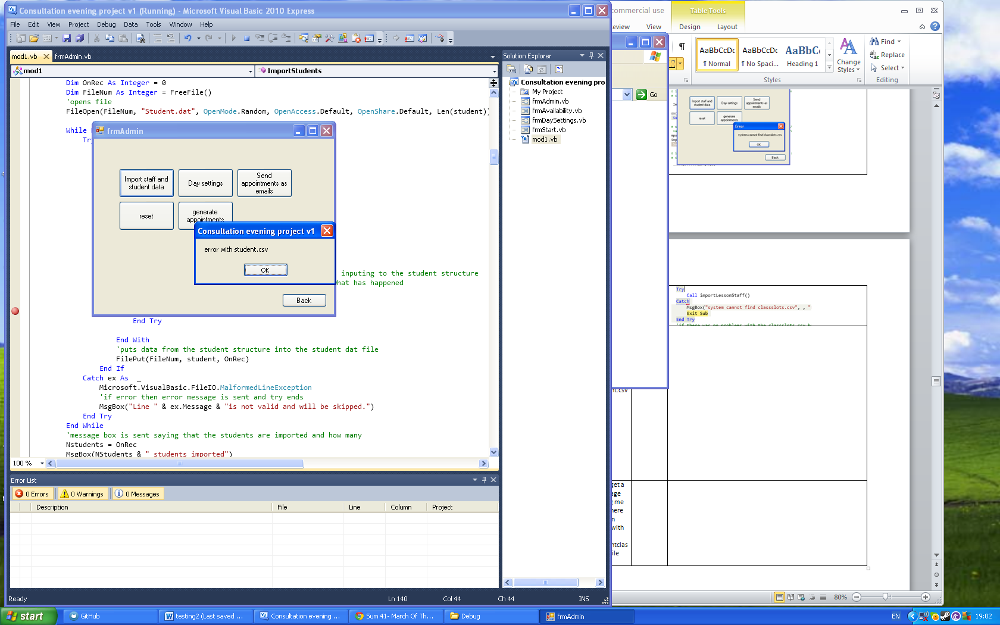 Consultation evening project v1 (Running) - Microsoft Visual Basic 2010 Express
File Edit View Project Debug Data Tools Window Help
mod1.vb frmAdmin.vb
mod1 ImportStudents
Dim OnRec As Integer = 0
Dim FileNum As Integer = FreeFile()
'opens file
FileOpen(FileNum, "Student.dat", OpenMode.Random, OpenAccess.Default, OpenShare.Default, Len(student))
While
frmAdmin
Import staff and student data
Day settings
Send appointments as emails
reset
generate appointments
Consultation evening project v1
error with student.csv
OK
Back
inputing to the student structure
what has happened
End Try
End With
'puts data from the student structure into the student dat file
FilePut(FileNum, student, OnRec)
End If
Catch ex As _
Microsoft.VisualBasic.FileIO.MalformedLineException
'if error then error message is sent and try ends
MsgBox("Line " & ex.Message & "is not valid and will be skipped.")
End Try
End While
'message box is sent saying that the students are imported and how many
Nstudents = OnRec
MsgBox(NStudents & " students imported")
100 %
Error List
0 Errors 0 Warnings 0 Messages
Description File Line Column Project
Ready Ln 140 Col 44 Ch 44 INS
Solution Explorer
Consultation evening pro
My Project
frmAdmin.vb
frmAvailability.vb
frmDaySettings.vb
frmStart.vb
mod1.vb
Go
commercial use
Table Tools
View Design Layout
AaBbCcDc AaBbCcDc AaBbC
¶ Normal ¶ No Spaci... Heading 1
Change Styles
Styles
Find
Replace
Select
Editing
Import staff and student data
Day settings
Send appointments as emails
reset
generate appointments
Error
system cannot find classslots.csv
OK
Back
Try
Call importLessonStaff()
Catch
MsgBox("system cannot find classslots.csv", , "
Exit Sub
End Try
'if there was no problems with the classslots.csv
get a
me
with
80%
start GitHub testing2 (Last saved ... Consultation evening ... Sum 41- March Of Th... Debug frmAdmin EN 19:02